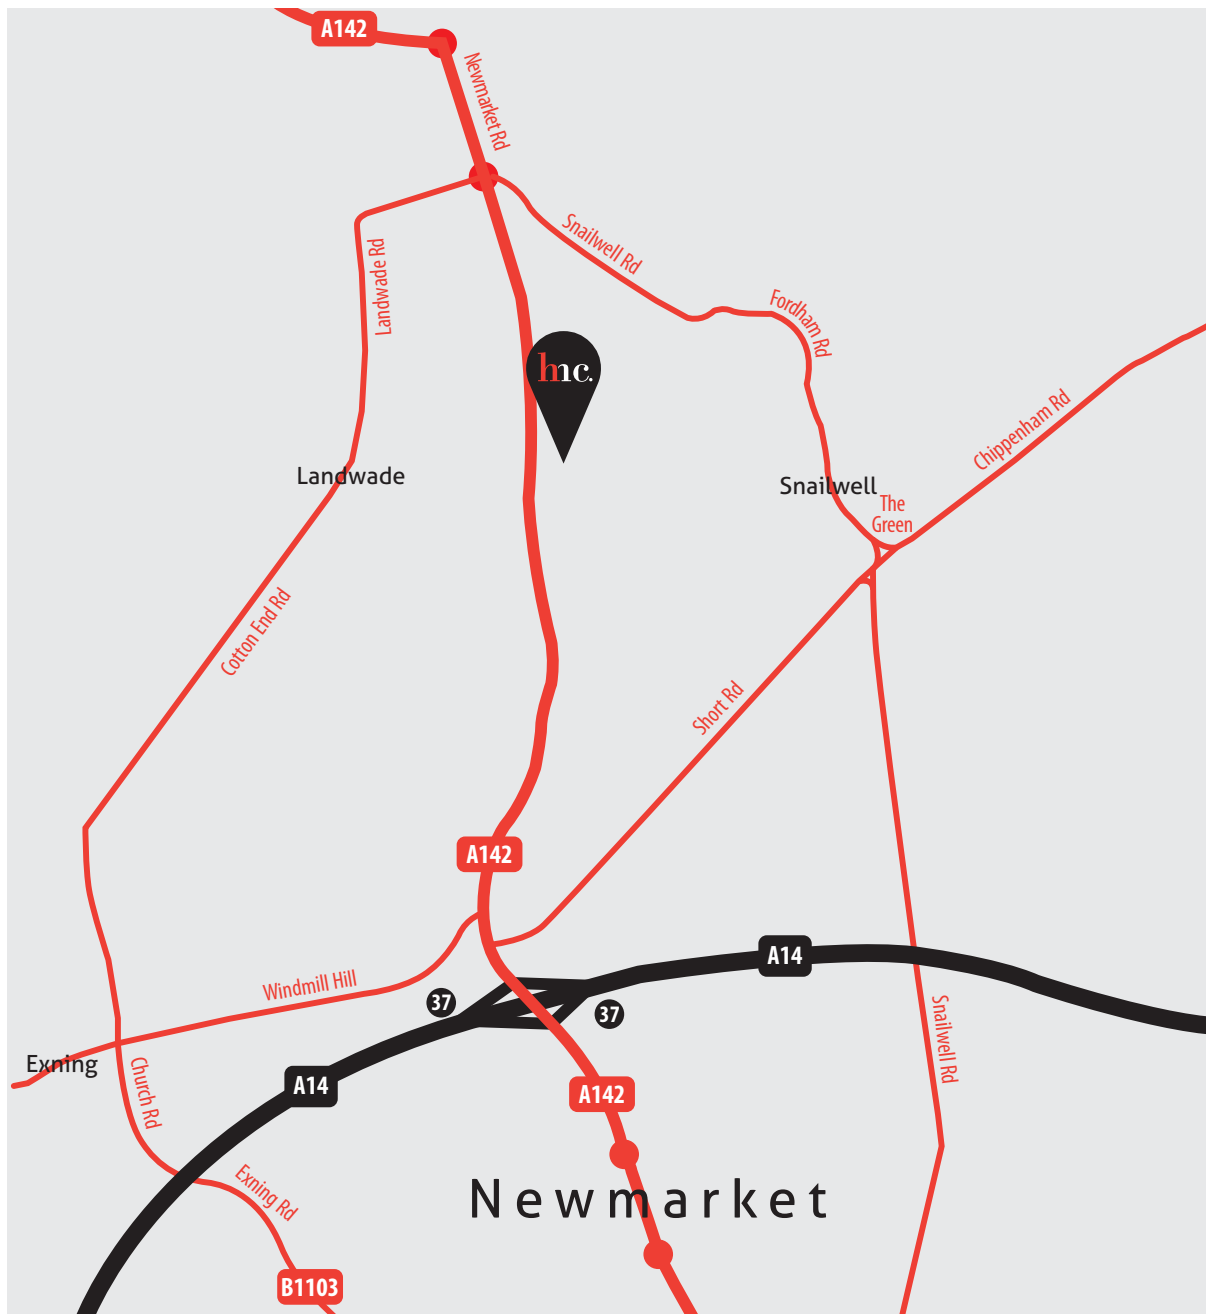 A142
Newmarket Rd
Snailwell Rd
Landwade Rd
Fordham Rd
hnc.
Chippenham Rd
Landwade
Snailwell
The
Green
Cotton End Rd
Short Rd
A142
A14
Windmill Hill
37
37
Snailwell Rd
Exning
Church Rd
A14
A142
Exning Rd
Newmarket
B1103